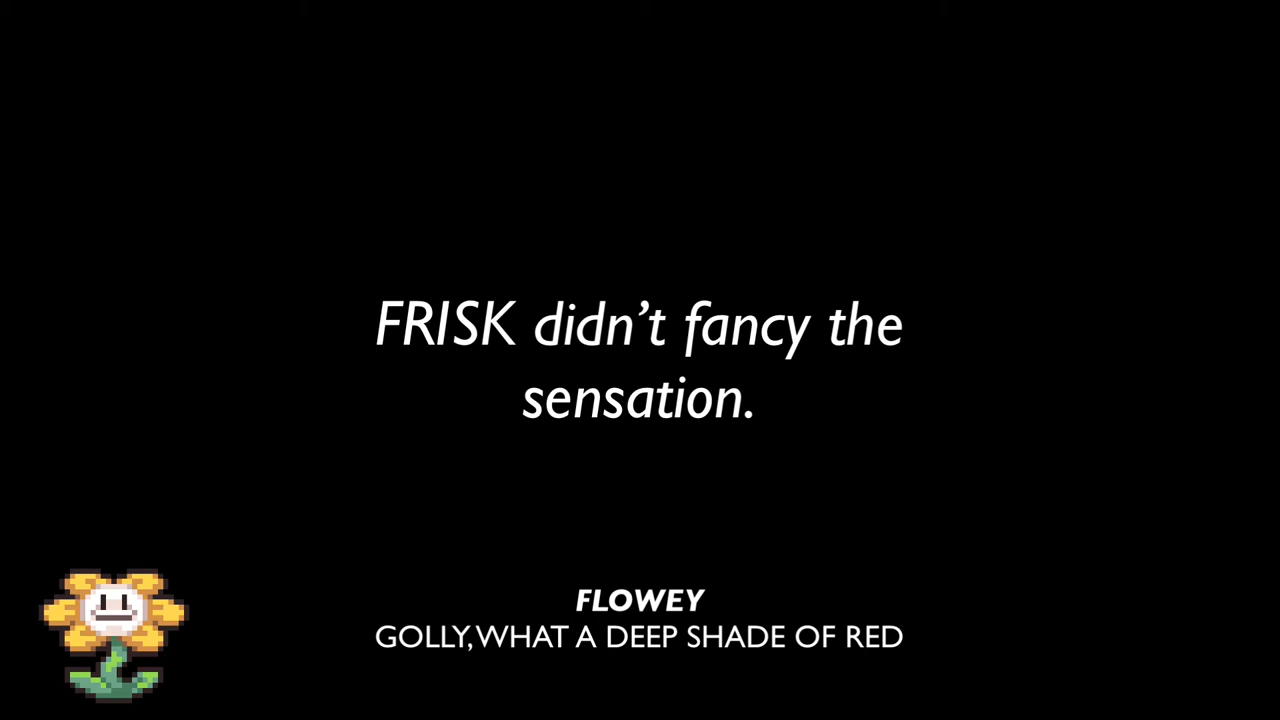 FRISK didn’t fancy the
sensation.
FLOWEY
GOLLY, WHAT A DEEP SHADE OF RED